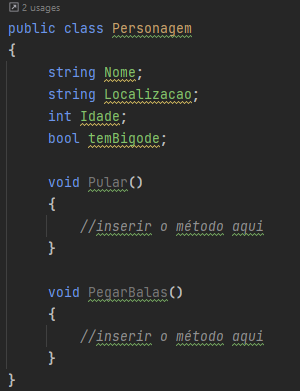 2 usages
public class Personagem
{
string Nome;
string Localizacao;
int Idade;
bool temBigode;
void Pular()
{
//inserir o método aqui
}
void PegarBalas()
{
//inserir o método aqui
}
}